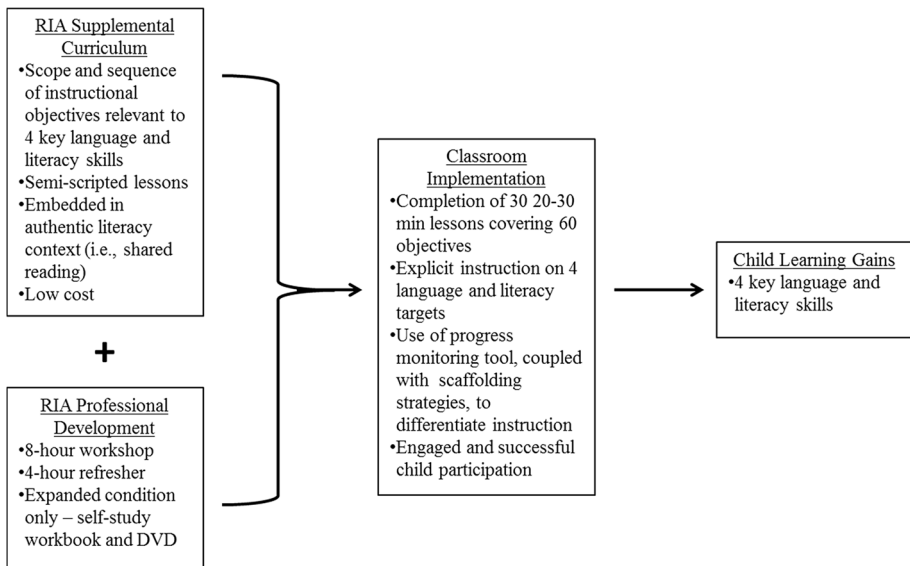 RIA Supplemental
Curriculum
•Scope and sequence
of instructional
objectives relevant to
4 key language and
literacy skills
•Semi-scripted lessons
•Embedded in
authentic literacy
context (i.e., shared
reading)
•Low cost
+
RIA Professional
Development
•8-hour workshop
•4-hour refresher
•Expanded condition
only – self-study
workbook and DVD
Classroom
Implementation
•Completion of 30 20-30
min lessons covering 60
objectives
•Explicit instruction on 4
language and literacy
targets
•Use of progress
monitoring tool, coupled
with scaffolding
strategies, to
differentiate instruction
•Engaged and successful
child participation
Child Learning Gains
•4 key language and
literacy skills